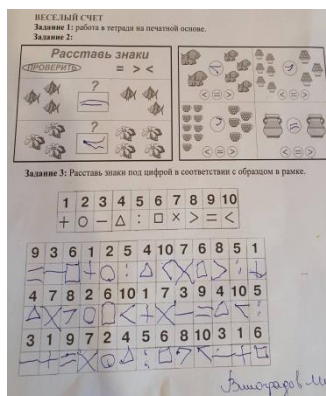 ВЕСЕЛЫЙ СЧЕТ
Задание 1: работа в тетради на печатной основе.
Задание 2:
Расставь знаки
ПРОВЕРИТЬ = > <
?
?
< = >
< = >
< = >
< = >
Задание 3: Расставь знаки под цифрой в соответствии с образцом в рамке.
1 2 3 4 5 6 7 8 9 10
+ ○ − △ : □ × > = <
9 3 6 1 2 5 4 10 7 6 8 5 1
= − □ + ○ : △ < × □ > : +
4 7 8 2 6 10 1 7 3 9 4 10 5
△ × > ○ □ < + × − = △ < :
3 1 9 7 2 4 5 6 8 10 3 1 6
− + = × ○ △ : □ > < − + □
Виноградов